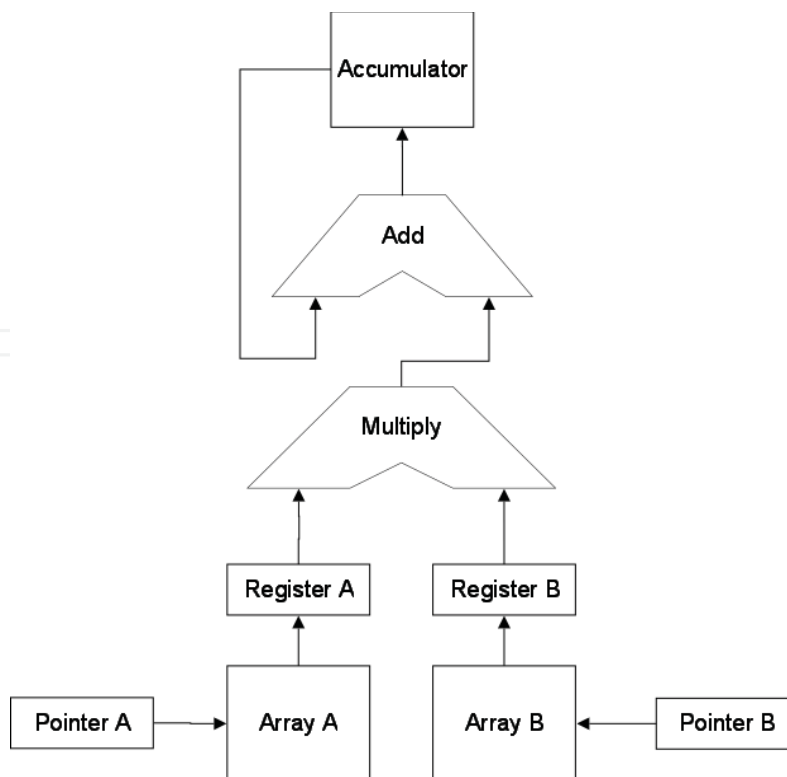 Accumulator
Add
Multiply
Register A
Register B
Pointer A
Array A
Array B
Pointer B